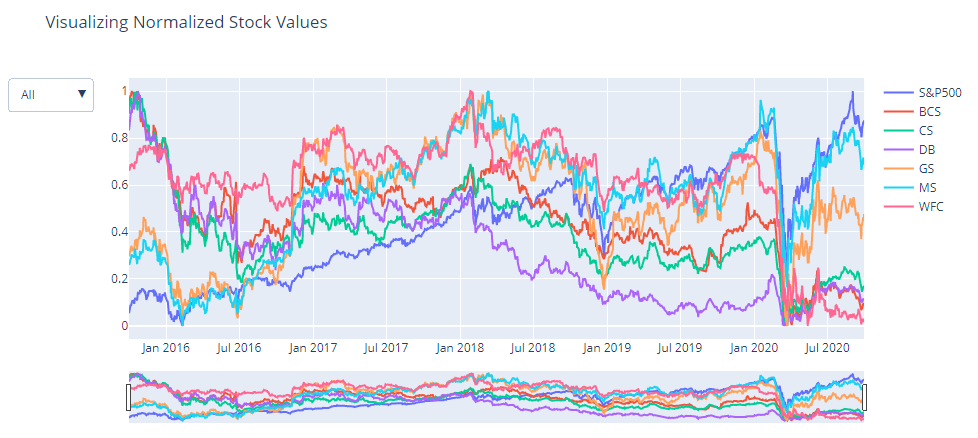 Visualizing Normalized Stock Values
All
1
0.8
0.6
0.4
0.2
0
Jan 2016 Jul 2016 Jan 2017 Jul 2017 Jan 2018 Jul 2018 Jan 2019 Jul 2019 Jan 2020 Jul 2020
S&P500
BCS
CS
DB
GS
MS
WFC